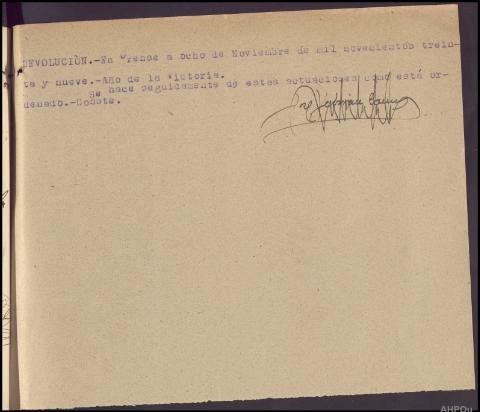 DEVOLUCIÒN.-En Orense a ocho de Noviembre de mil novecientos trein-
ta y nueve.-Año de la Victoria.
Se hace seguidamente de estas actuaciones como está or-
denado.-Conste.
AHPOu